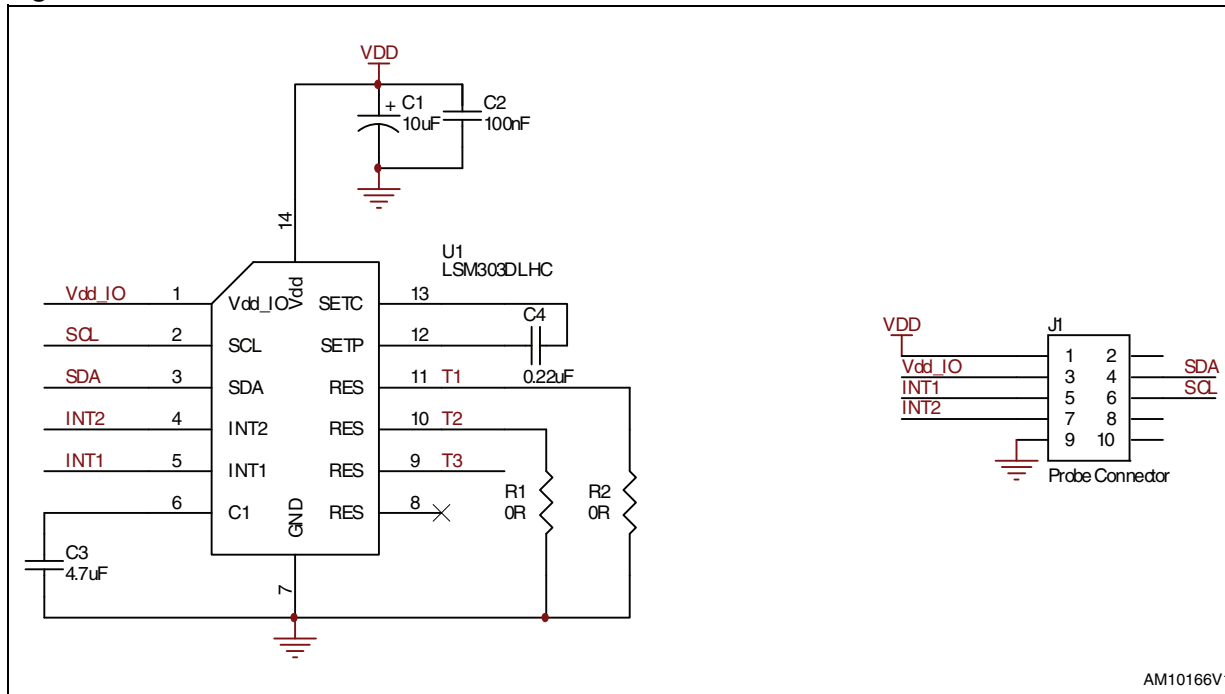 VDD
+ C1
10uF
C2
100nF
14
U1
LSM303DLHC
Vdd_IO 1 Vdd_IO Vdd SETC 13
C4
SCL 2 SCL SETP 12
0.22uF
SDA 3 SDA RES 11 T1
INT2 4 INT2 RES 10 T2
INT1 5 INT1 RES 9 T3
6 C1 GND RES 8
R1
0R
R2
0R
C3
4.7uF
7
VDD
J1
1 2
Vdd_IO 3 4 SDA
INT1 5 6 SCL
INT2 7 8
9 10
Probe Connector